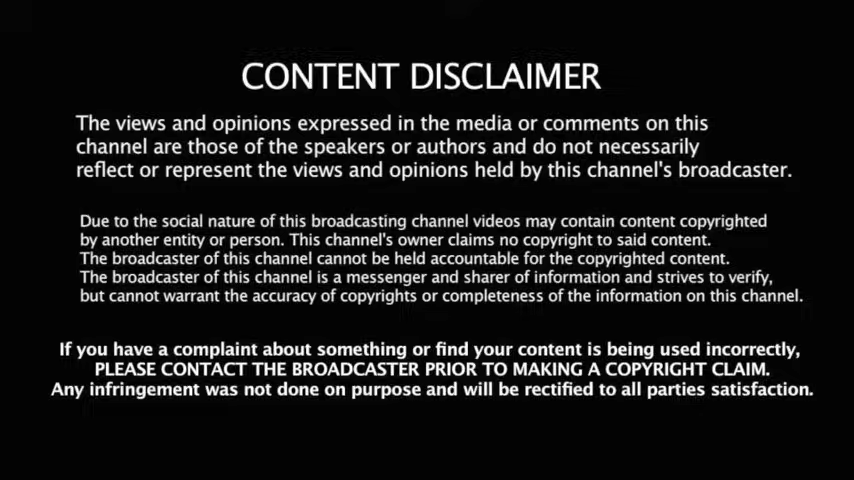 CONTENT DISCLAIMER
The views and opinions expressed in the media or comments on this
channel are those of the speakers or authors and do not necessarily
reflect or represent the views and opinions held by this channel's broadcaster.
Due to the social nature of this broadcasting channel videos may contain content copyrighted
by another entity or person. This channel's owner claims no copyright to said content.
The broadcaster of this channel cannot be held accountable for the copyrighted content.
The broadcaster of this channel is a messenger and sharer of information and strives to verify,
but cannot warrant the accuracy of copyrights or completeness of the information on this channel.
If you have a complaint about something or find your content is being used incorrectly,
PLEASE CONTACT THE BROADCASTER PRIOR TO MAKING A COPYRIGHT CLAIM.
Any infringement was not done on purpose and will be rectified to all parties satisfaction.